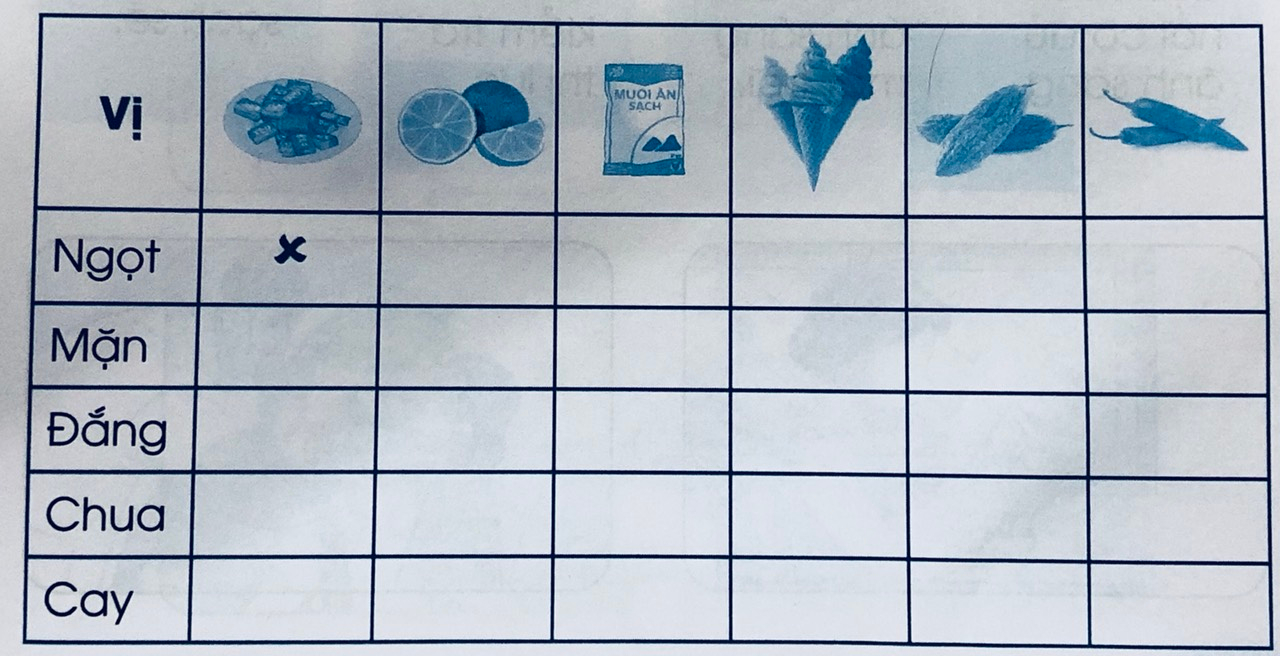 Vị
MUỐI ĂN
SẠCH
Ngọt
x
Mặn
Đắng
Chua
Cay